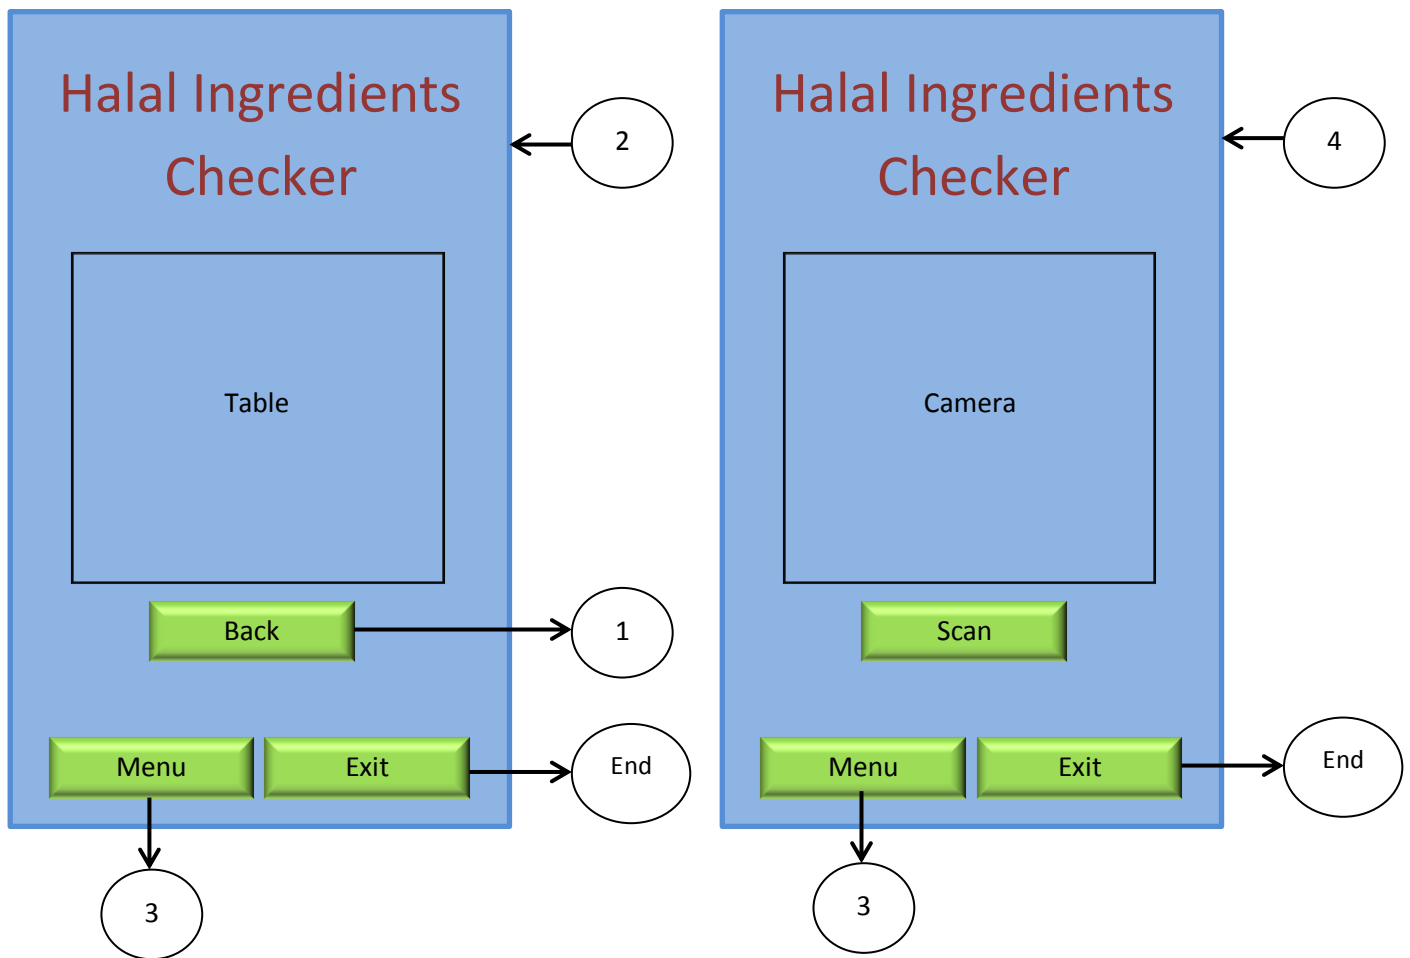 Halal Ingredients
Checker
2
Table
Back
1
Menu
Exit
End
3
Halal Ingredients
Checker
4
Camera
Scan
Menu
Exit
End
3